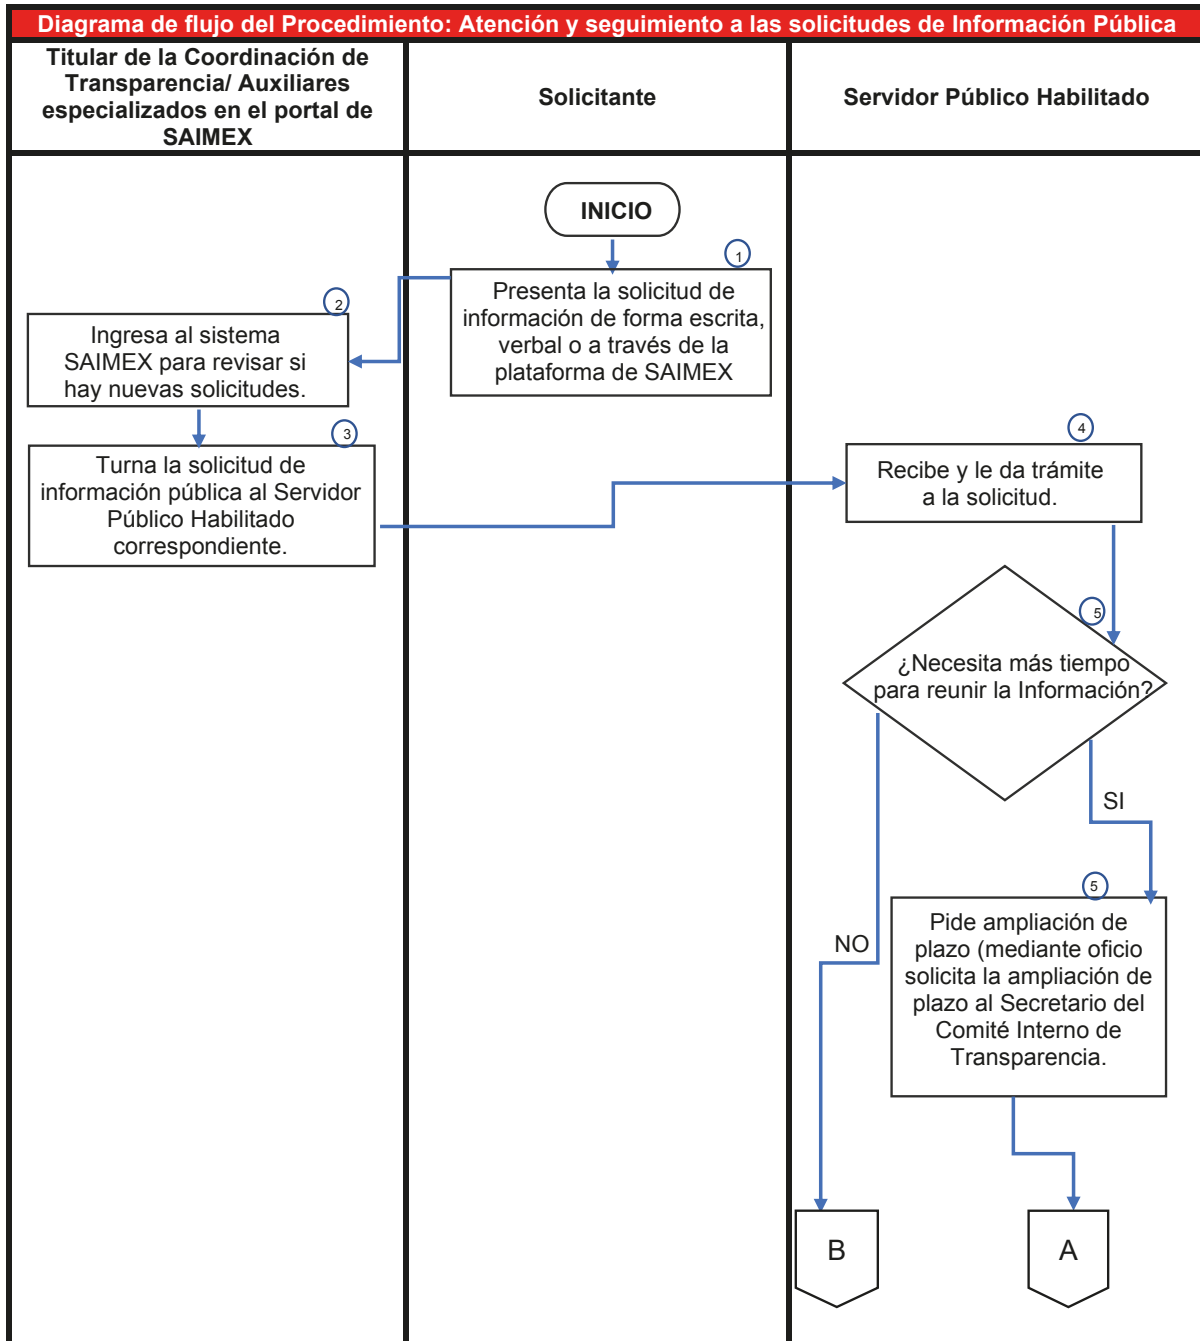 Diagrama de flujo del Procedimiento: Atención y seguimiento a las solicitudes de Información Pública
Titular de la Coordinación de
Transparencia/ Auxiliares
especializados en el portal de
SAIMEX
Solicitante
Servidor Público Habilitado
INICIO
1
Presenta la solicitud de
información de forma escrita,
verbal o a través de la
plataforma de SAIMEX
2
Ingresa al sistema
SAIMEX para revisar si
hay nuevas solicitudes.
3
Turna la solicitud de
información pública al Servidor
Público Habilitado
correspondiente.
4
Recibe y le da trámite
a la solicitud.
5
¿Necesita más tiempo
para reunir la Información?
SI
NO
5
Pide ampliación de
plazo (mediante oficio
solicita la ampliación de
plazo al Secretario del
Comité Interno de
Transparencia.
B
A